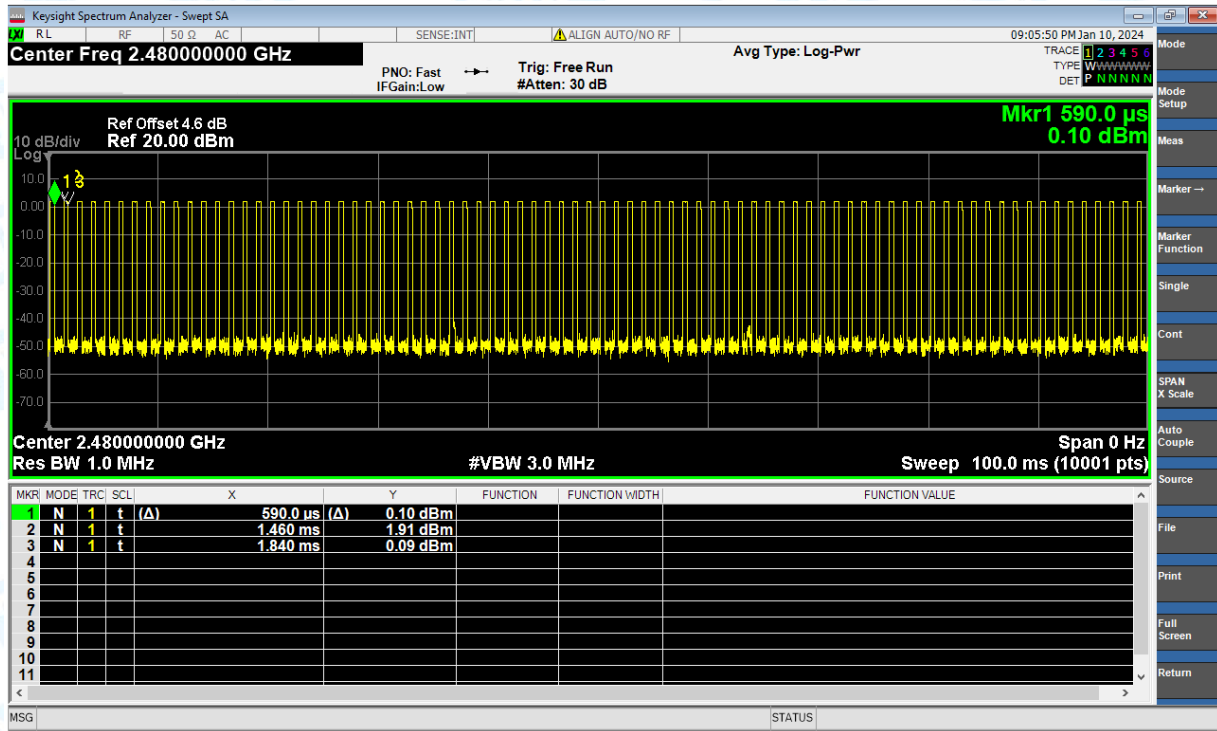 Keysight Spectrum Analyzer - Swept SA
LXI RL RF 50 Ω AC SENSE:INT ALIGN AUTO/NO RF 09:05:50 PM Jan 10, 2024
Center Freq 2.480000000 GHz
PNO: Fast
IFGain:Low
Trig: Free Run
#Atten: 30 dB
Avg Type: Log-Pwr
TRACE 1 2 3 4 5 6
TYPE WWWWWW
DET P N N N N N
Mkr1 590.0 µs
0.10 dBm
Ref Offset 4.6 dB
10 dB/div Ref 20.00 dBm
Log
10.0
0.00
-10.0
-20.0
-30.0
-40.0
-50.0
-60.0
-70.0
1
3
Center 2.480000000 GHz Span 0 Hz
Res BW 1.0 MHz #VBW 3.0 MHz Sweep 100.0 ms (10001 pts)
MKR MODE TRC SCL X Y FUNCTION FUNCTION WIDTH FUNCTION VALUE
1 N 1 t (Δ) 590.0 µs (Δ) 0.10 dBm
2 N 1 t 1.460 ms 1.91 dBm
3 N 1 t 1.840 ms 0.09 dBm
4
5
6
7
8
9
10
11
MSG STATUS
Mode
Mode
Setup
Meas
Marker →
Marker
Function
Single
Cont
SPAN
X Scale
Auto
Couple
Source
File
Print
Full
Screen
Return